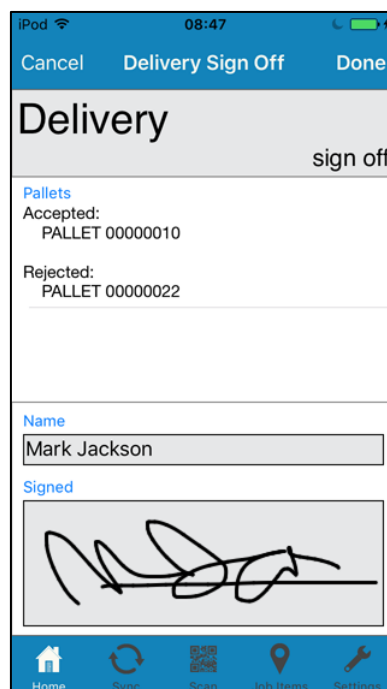 iPod 08:47
Cancel Delivery Sign Off Done
Delivery
sign off
Pallets
Accepted:
PALLET 00000010
Rejected:
PALLET 00000022
Name
Mark Jackson
Signed
Home Sync Scan Job Items Settings